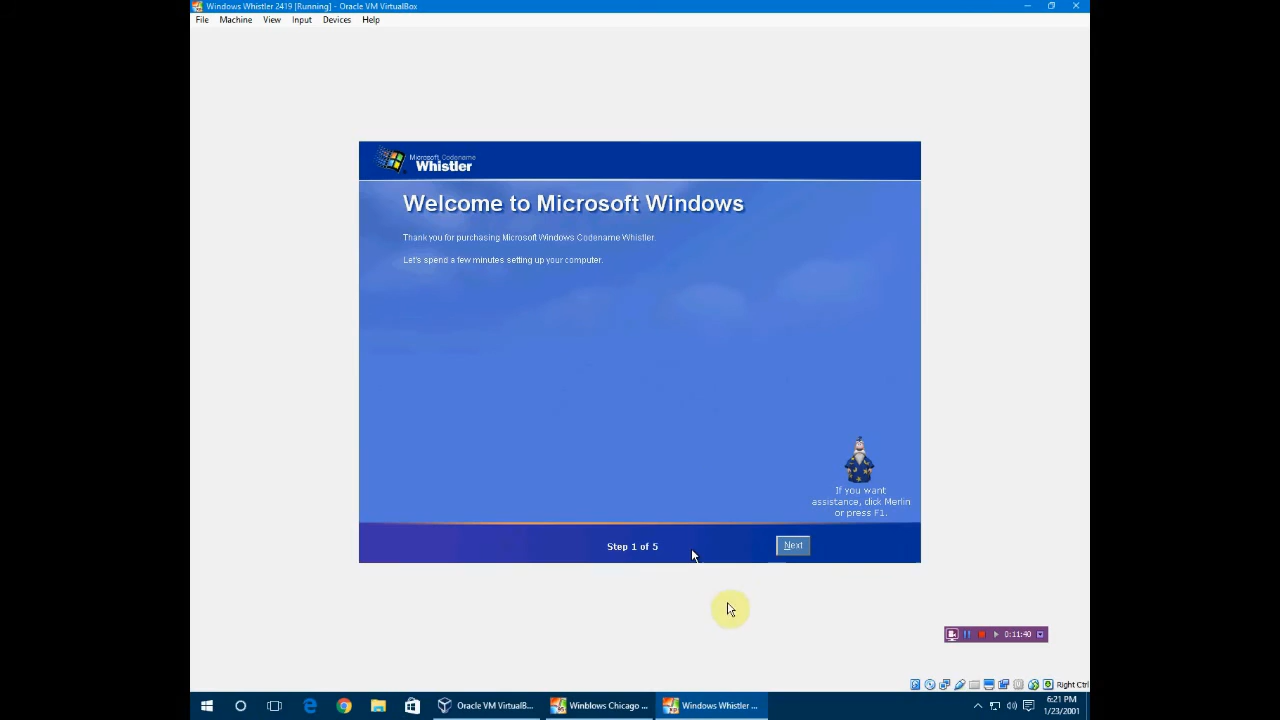 Windows Whistler 2419 [Running] - Oracle VM VirtualBox
File Machine View Input Devices Help
Microsoft Codename
Whistler
Welcome to Microsoft Windows
Thank you for purchasing Microsoft Windows Codename Whistler.
Let's spend a few minutes setting up your computer.
If you want
assistance, click Merlin
or press F1.
Step 1 of 5
Next
0:11:40
Right Ctrl
Oracle VM VirtualB...
Winblows Chicago ...
Windows Whistler ...
6:21 PM
1/23/2001